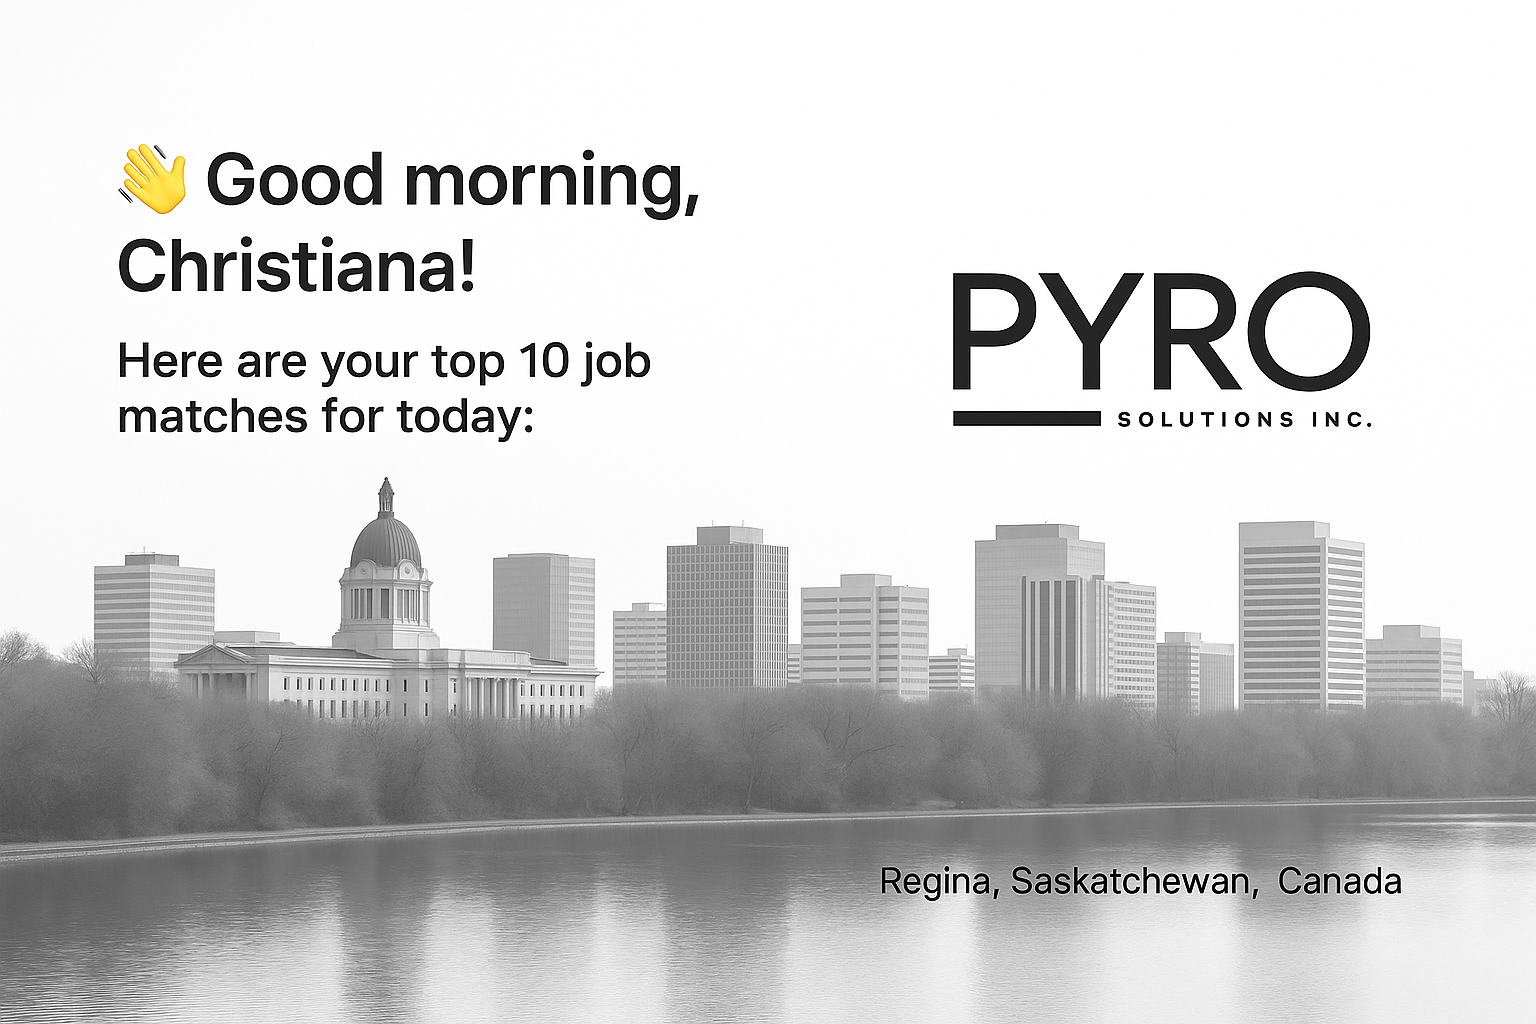 👋 Good morning,
Christiana!
Here are your top 10 job
matches for today:
PYRO
SOLUTIONS INC.
Regina, Saskatchewan, Canada